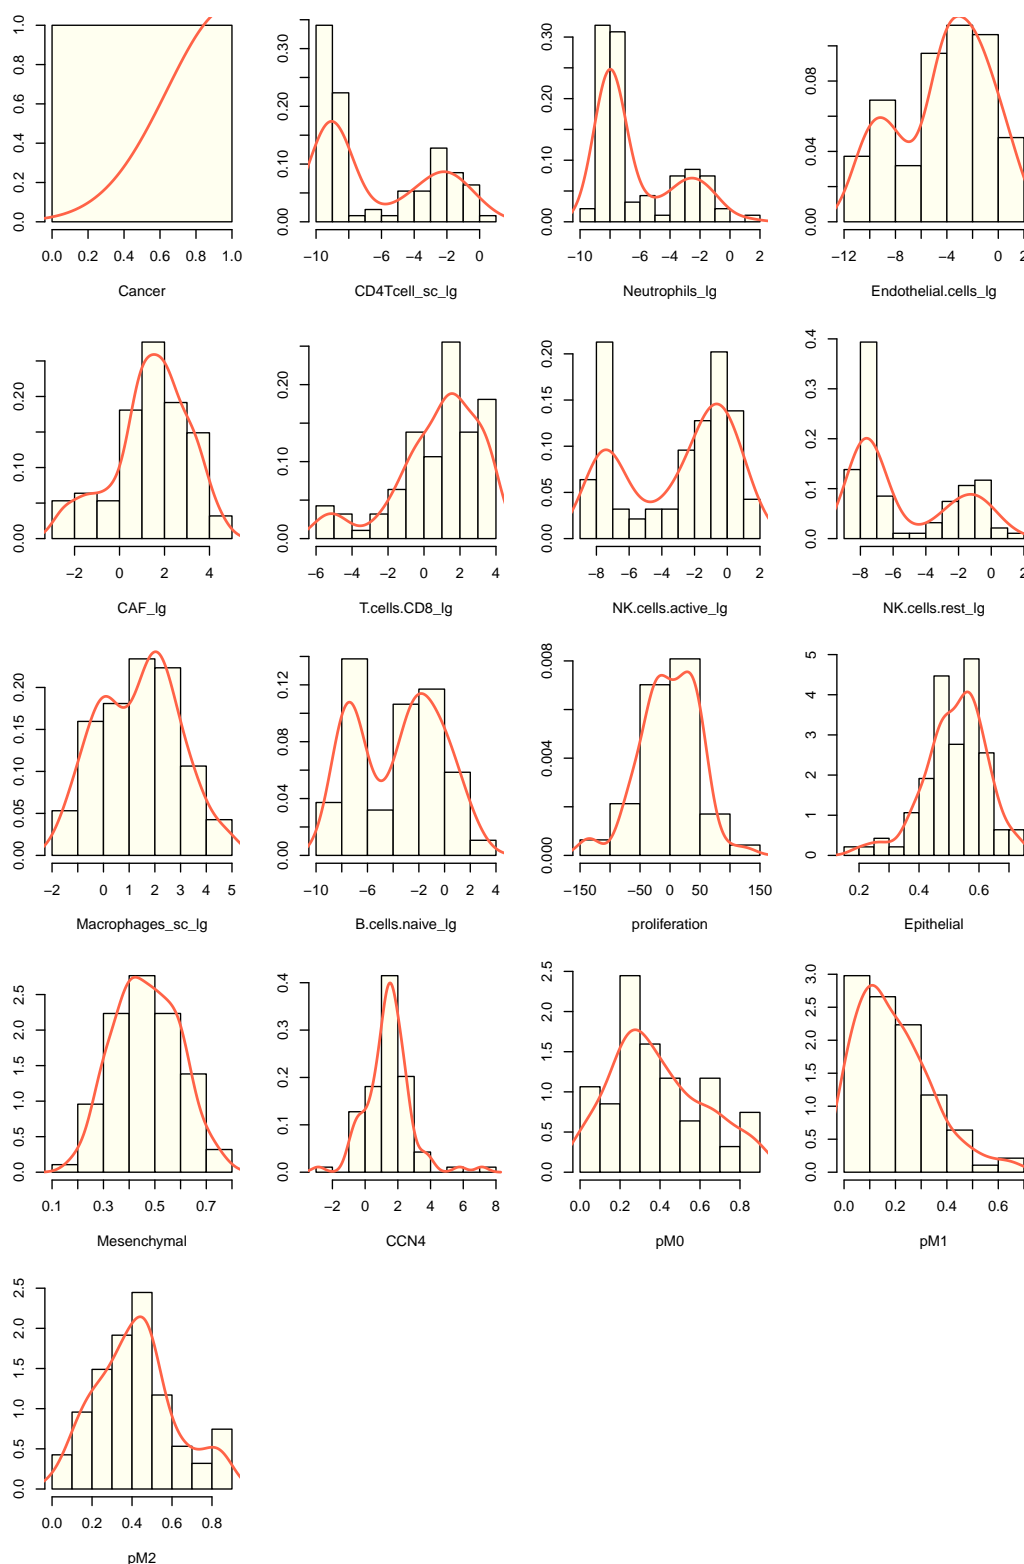 0.0 0.2 0.4 0.6 0.8 1.0
0.0 0.2 0.4 0.6 0.8 1.0
Cancer
0.00 0.10 0.20 0.30
−10 −6 −4 −2 0
CD4Tcell_sc_lg
0.00 0.10 0.20 0.30
−10 −8 −6 −4 −2 0 2
Neutrophils_lg
0.00 0.04 0.08
−12 −8 −6 −4 −2 0 2
Endothelial.cells_lg
0.00 0.10 0.20
−2 0 2 4
CAF_lg
0.00 0.10 0.20
−6 −4 −2 0 2 4
T.cells.CD8_lg
0.00 0.05 0.10 0.15 0.20
−8 −6 −4 −2 0 2
NK.cells.active_lg
0.0 0.1 0.2 0.3 0.4
−8 −6 −4 −2 0 2
NK.cells.rest_lg
0.00 0.05 0.10 0.15 0.20
−2 0 1 2 3 4 5
Macrophages_sc_lg
0.00 0.04 0.08 0.12
−10 −6 −2 0 2 4
B.cells.naive_lg
0.000 0.004 0.008
−150 −50 0 50 150
proliferation
0 1 2 3 4 5
0.2 0.4 0.6
Epithelial
0.0 0.5 1.0 1.5 2.0 2.5
0.1 0.3 0.5 0.7
Mesenchymal
0.0 0.1 0.2 0.3 0.4
−2 0 2 4 6 8
CCN4
0.0 0.5 1.0 1.5 2.0 2.5
0.0 0.2 0.4 0.6 0.8
pM0
0.0 0.5 1.0 1.5 2.0 2.5 3.0
0.0 0.2 0.4 0.6
pM1
0.0 0.5 1.0 1.5 2.0 2.5
0.0 0.2 0.4 0.6 0.8
pM2